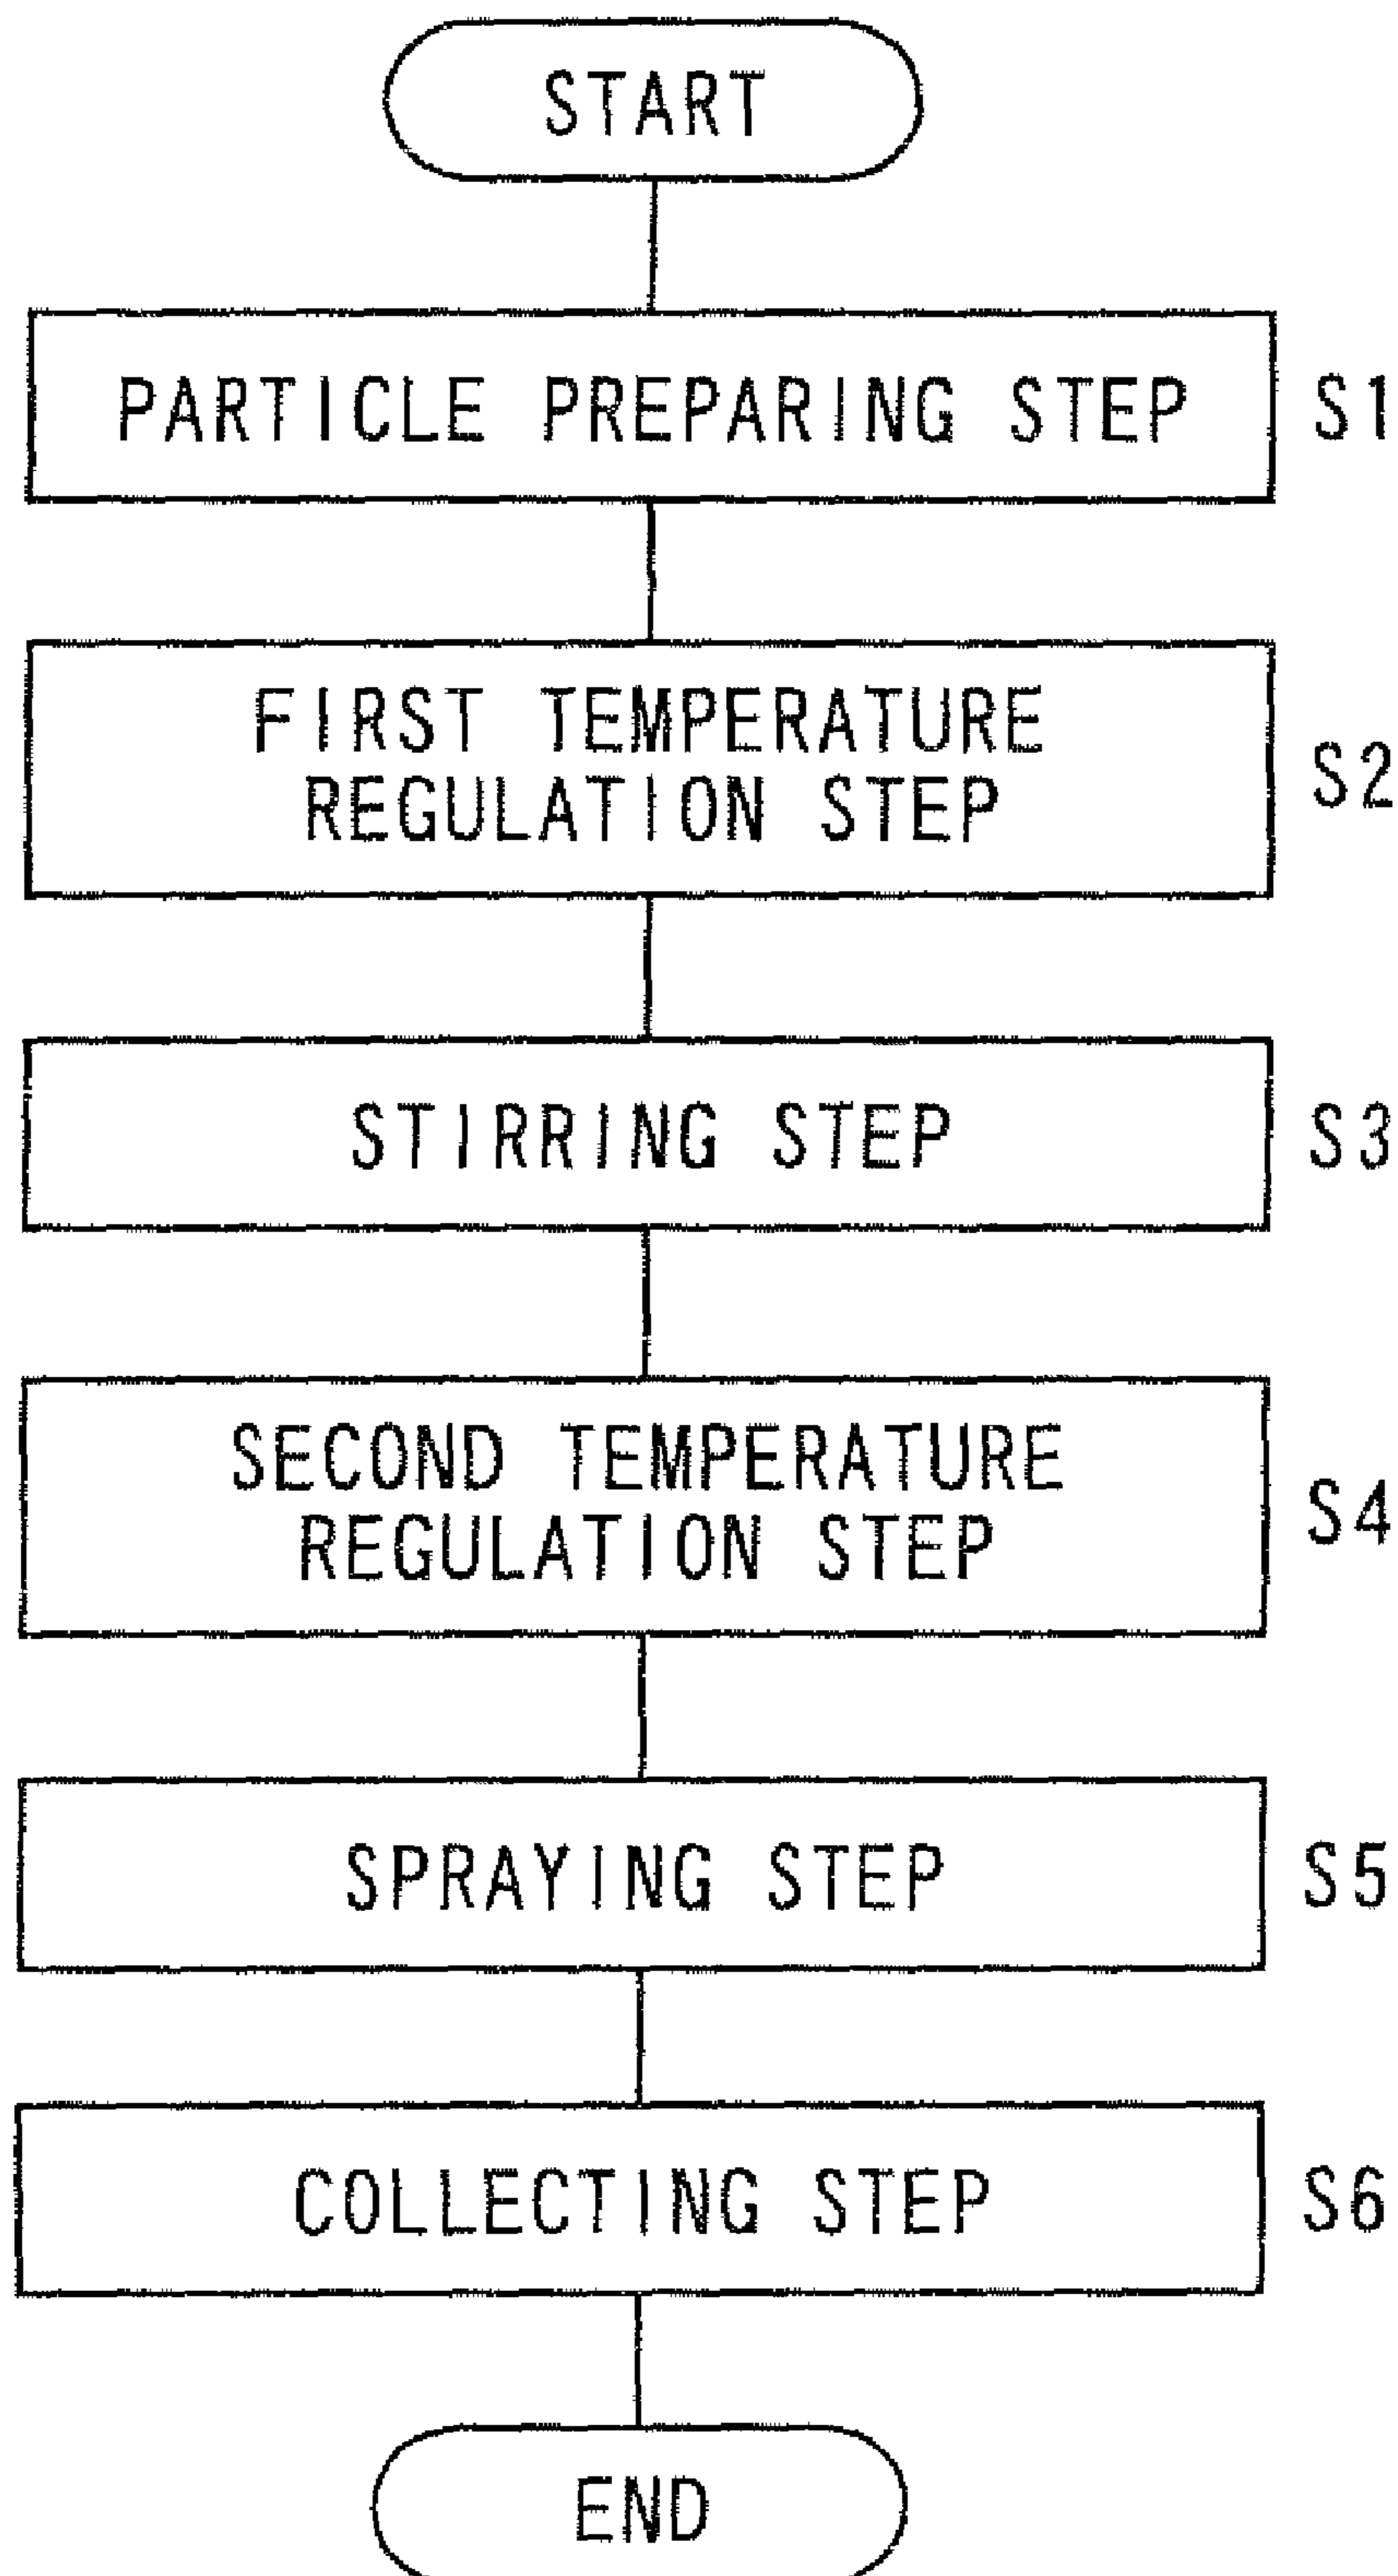 START
PARTICLE PREPARING STEP S1
FIRST TEMPERATURE
REGULATION STEP
S2
STIRRING STEP S3
SECOND TEMPERATURE
REGULATION STEP
S4
SPRAYING STEP S5
COLLECTING STEP S6
END